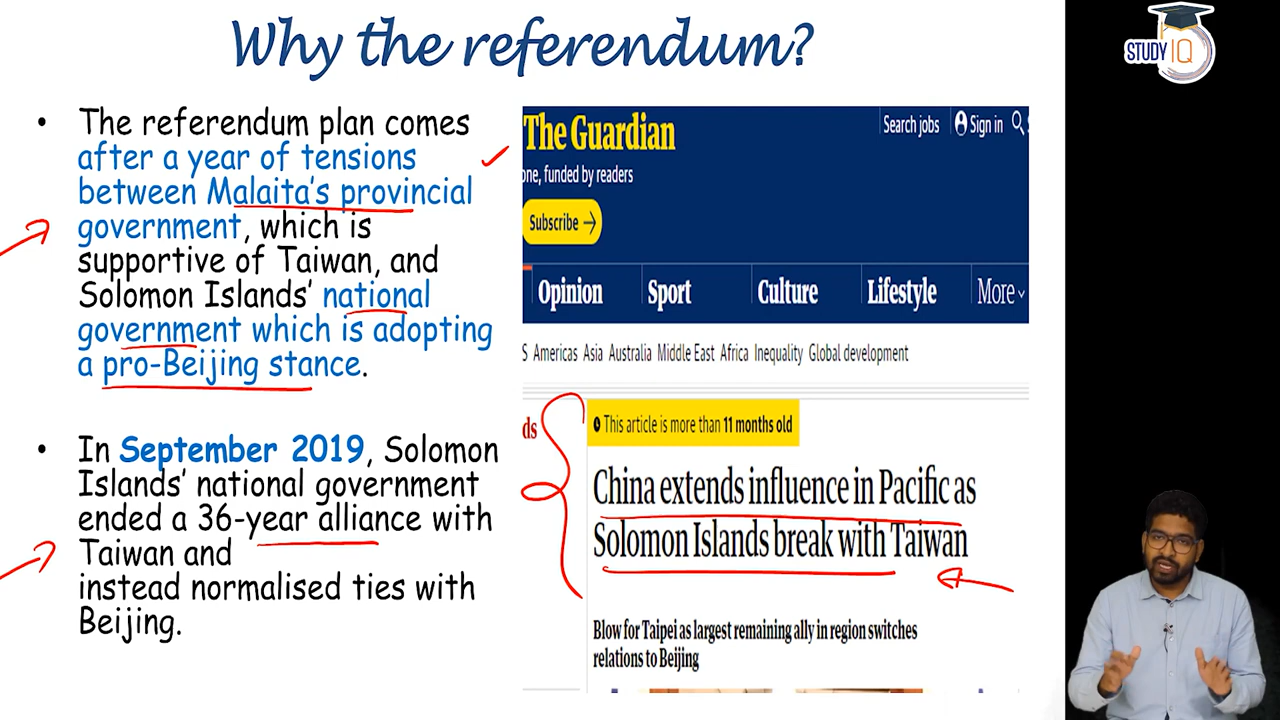 Why the referendum?
• The referendum plan comes
after a year of tensions
between Malaita's provincial
government, which is
supportive of Taiwan, and
Solomon Islands' national
government which is adopting
a pro-Beijing stance.
• In September 2019, Solomon
Islands' national government
ended a 36-year alliance with
Taiwan and
instead normalised ties with
Beijing.
The Guardian
Search jobs
Sign in
one, funded by readers
Subscribe →
Opinion
Sport
Culture
Lifestyle
More
S Americas Asia Australia Middle East Africa Inequality Global development
ds
This article is more than 11 months old
China extends influence in Pacific as
Solomon Islands break with Taiwan
Blow for Taipei as largest remaining ally in region switches
relations to Beijing
STUDY IQ